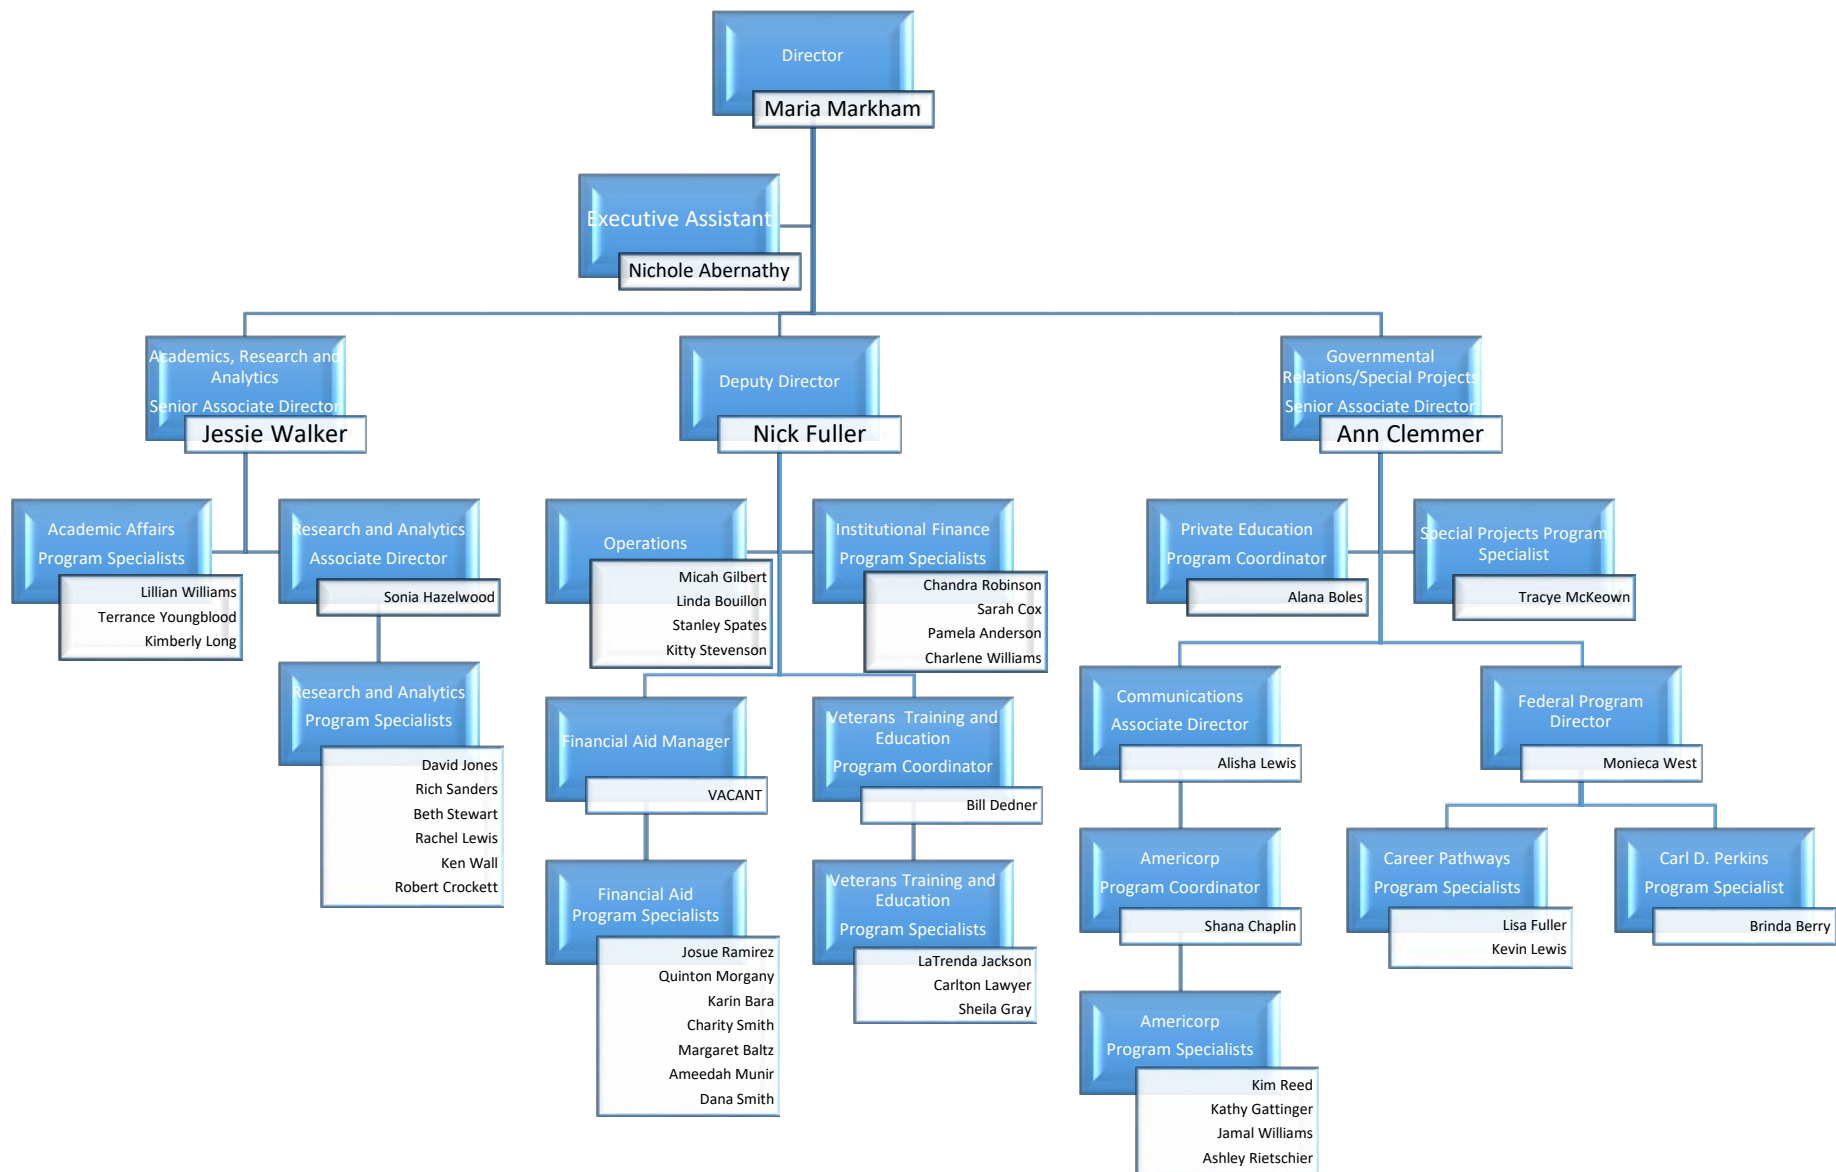 Director
Maria Markham
Executive Assistant
Nichole Abernathy
Academics, Research and
Analytics
Senior Associate Director
Jessie Walker
Deputy Director
Nick Fuller
Governmental
Relations/Special Projects
Senior Associate Director
Ann Clemmer
Academic Affairs
Program Specialists
Lillian Williams
Terrance Youngblood
Kimberly Long
Research and Analytics
Associate Director
Sonia Hazelwood
Research and Analytics
Program Specialists
David Jones
Rich Sanders
Beth Stewart
Rachel Lewis
Ken Wall
Robert Crockett
Operations
Micah Gilbert
Linda Bouillon
Stanley Spates
Kitty Stevenson
Institutional Finance
Program Specialists
Chandra Robinson
Sarah Cox
Pamela Anderson
Charlene Williams
Financial Aid Manager
VACANT
Financial Aid
Program Specialists
Josue Ramirez
Quinton Morgany
Karin Bara
Charity Smith
Margaret Baltz
Ameedah Munir
Dana Smith
Veterans Training and
Education
Program Coordinator
Bill Dedner
Veterans Training and
Education
Program Specialists
LaTrenda Jackson
Carlton Lawyer
Sheila Gray
Private Education
Program Coordinator
Alana Boles
Special Projects Program
Specialist
Tracye McKeown
Communications
Associate Director
Alisha Lewis
Americorp
Program Coordinator
Shana Chaplin
Americorp
Program Specialists
Kim Reed
Kathy Gattinger
Jamal Williams
Ashley Rietschier
Federal Program
Director
Monieca West
Career Pathways
Program Specialists
Lisa Fuller
Kevin Lewis
Carl D. Perkins
Program Specialist
Brinda Berry